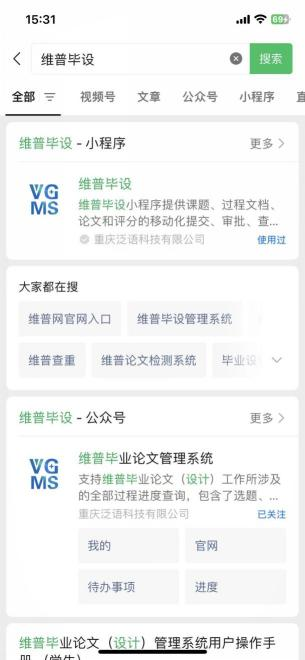 15:31
69
维普毕设
搜索
全部
视频号
文章
公众号
小程序
维普毕设 - 小程序
更多
VG
MS
维普毕设
维普毕设小程序提供课题、过程文档、
论文和评分的移动化提交、审批、查...
重庆泛语科技有限公司
使用过
大家都在搜
维普网官网入口
维普毕设管理系统
维普查重
维普论文检测系统
毕业设
维普毕设 - 公众号
更多
VG
MS
维普毕业论文管理系统
支持维普毕业论文（设计）工作所涉及
的全部过程进度查询，包含了选题、...
重庆泛语科技有限公司
已关注
我的
官网
待办事项
进度
维普毕业论文（设计）管理系统用户操作手
册（学生）